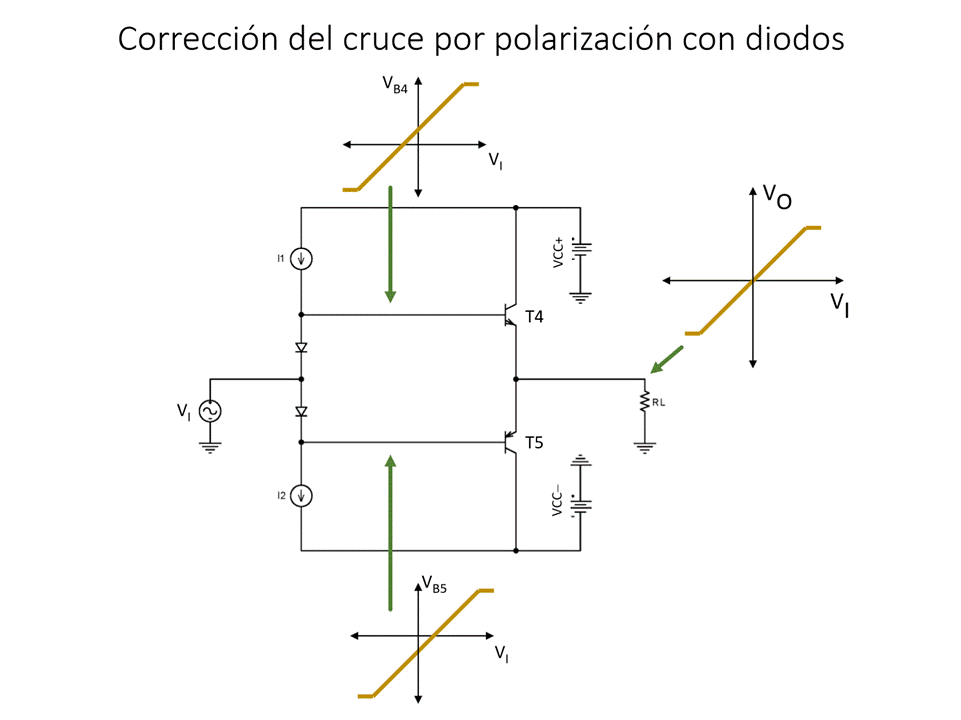 Corrección del cruce por polarización con diodos
VB4
VI
VO
VI
I1
VCC+
T4
VI
RL
T5
I2
VCC−
VB5
VI